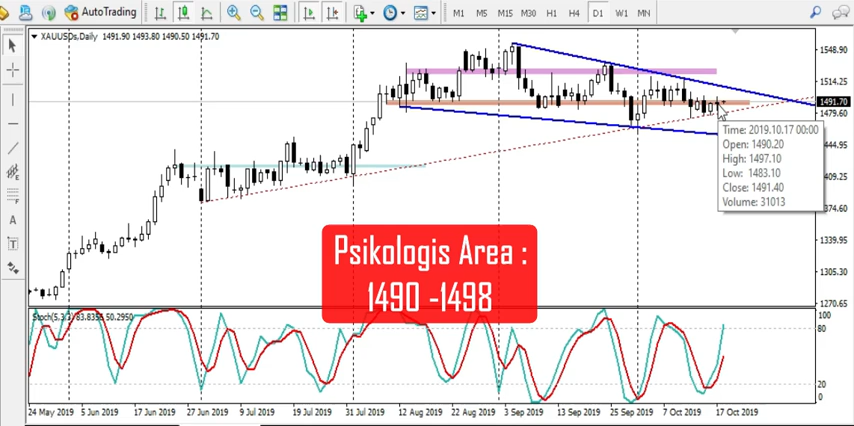 AutoTrading
M1 M5 M15 M30 H1 H4 D1 W1 MN
XAUUSDs,Daily 1491.90 1493.80 1490.50 1491.70
1548.90
1514.25
1491.70
1479.60
1444.95
1409.25
1374.60
1339.95
1305.30
1270.65
Time: 2019.10.17 00:00
Open: 1490.20
High: 1497.10
Low: 1483.10
Close: 1491.40
Volume: 31013
Psikologis Area :
1490 -1498
Stoch(5,3,3) 83.8356 50.2950
100
80
20
0
24 May 2019 5 Jun 2019 17 Jun 2019 27 Jun 2019 9 Jul 2019 19 Jul 2019 31 Jul 2019 12 Aug 2019 22 Aug 2019 3 Sep 2019 13 Sep 2019 25 Sep 2019 7 Oct 2019 17 Oct 2019